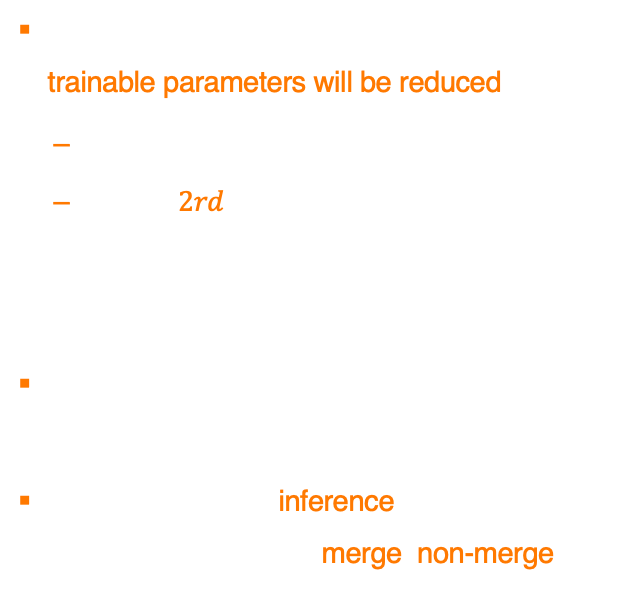 trainable parameters will be reduced
–
– 2rd
inference
merge non-merge